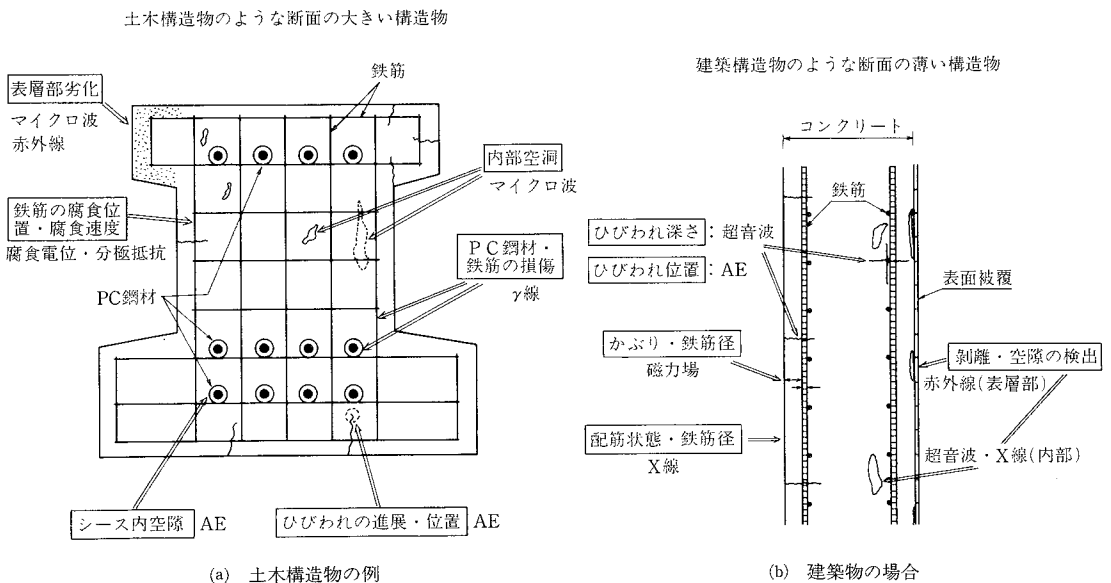 土木構造物のような断面の大きい構造物
鉄筋
表層部劣化
マイクロ波
赤外線
内部空洞
マイクロ波
鉄筋の腐食位
置・腐食速度
腐食電位・分極抵抗
PC鋼材・
鉄筋の損傷
γ線
PC鋼材
シース内空隙 AE
ひびわれの進展・位置 AE
(a) 土木構造物の例
建築構造物のような断面の薄い構造物
コンクリート
鉄筋
ひびわれ深さ：超音波
ひびわれ位置：AE
表面被覆
かぶり・鉄筋径
磁力場
剥離・空隙の検出
赤外線(表層部)
配筋状態・鉄筋径
X線
超音波・X線(内部)
(b) 建築物の場合